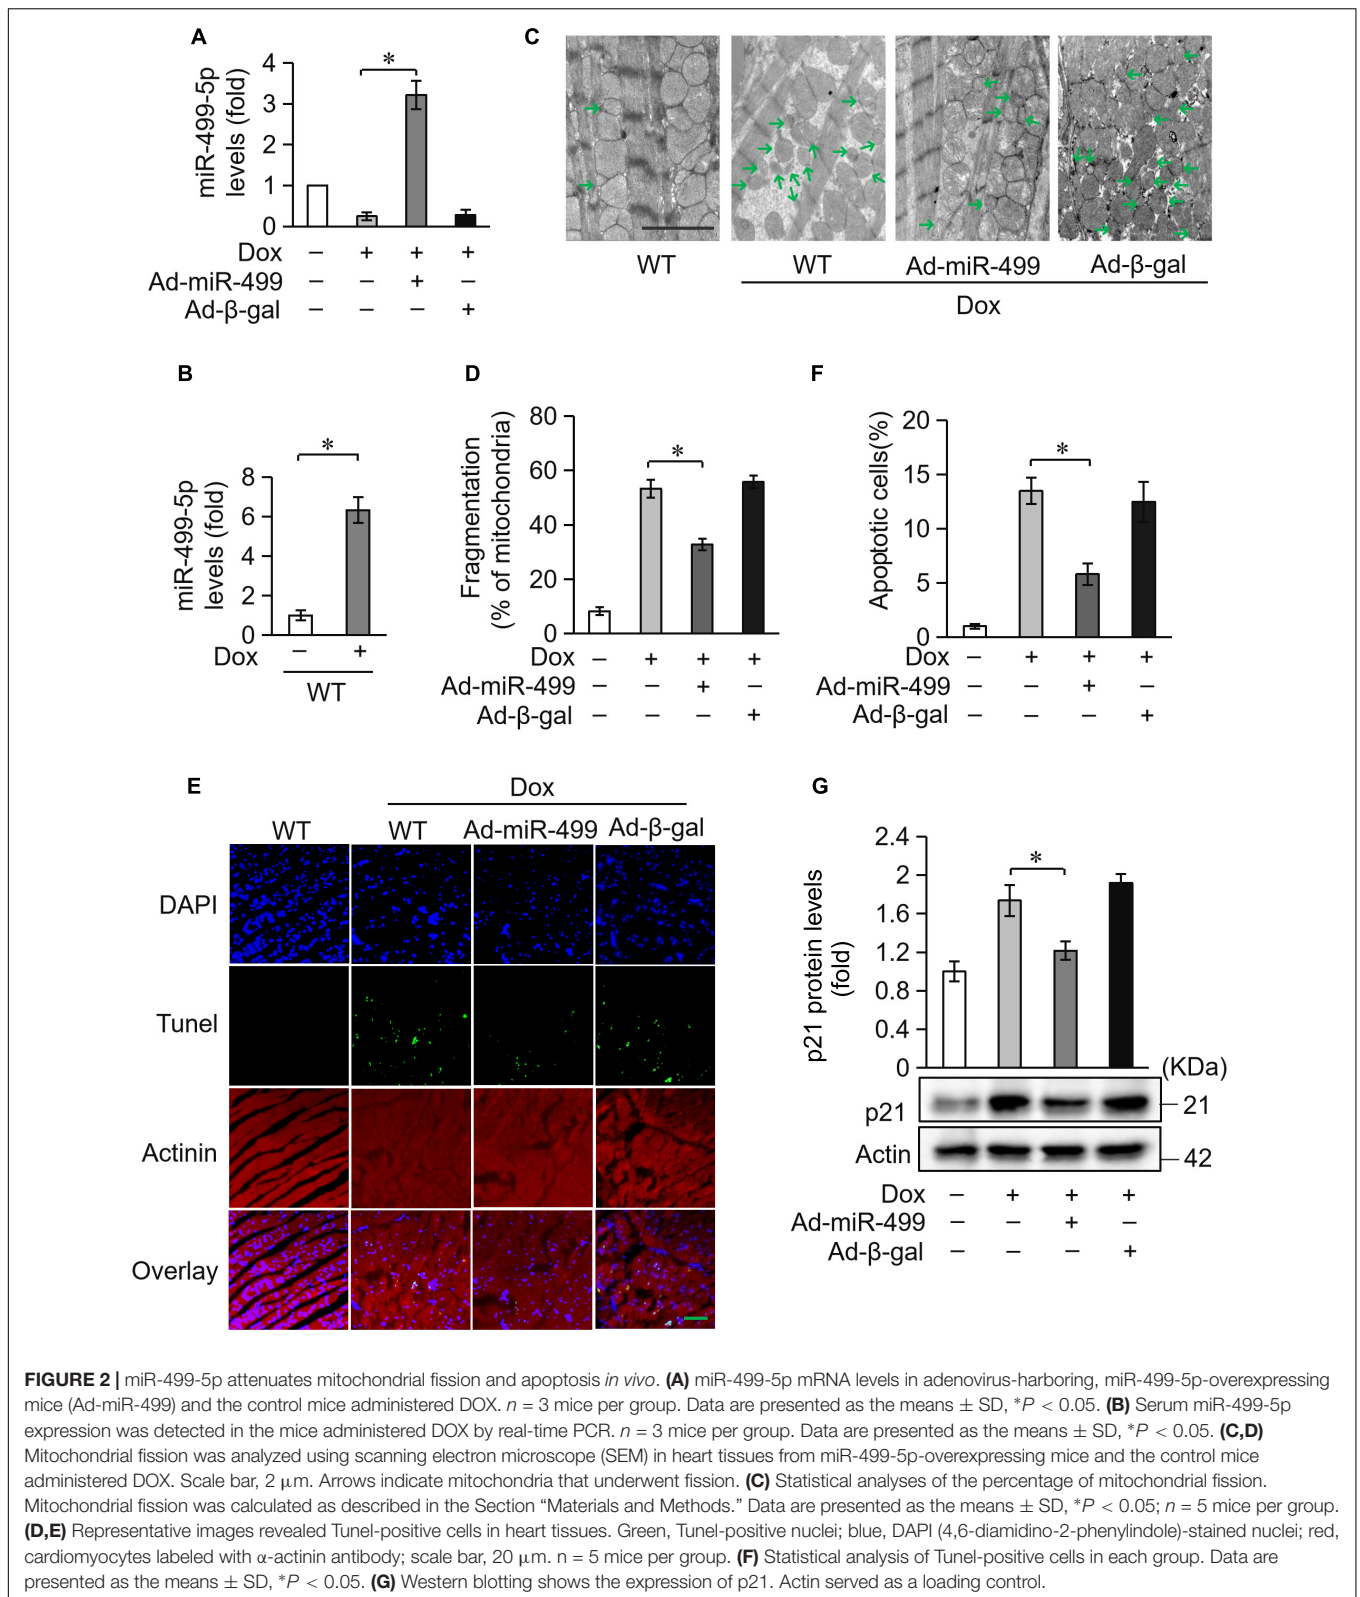 A
miR-499-5p
levels (fold)
4
3
2
1
0
*
Dox – + + +
Ad-miR-499 – – + –
Ad-β-gal – – – +
C
WT
WT
Ad-miR-499
Ad-β-gal
Dox
B
miR-499-5p
levels (fold)
8
6
4
2
0
*
Dox – +
WT
D
Fragmentation
(% of mitochondria)
80
60
40
20
0
*
Dox – + + +
Ad-miR-499 – – + –
Ad-β-gal – – – +
F
Apoptotic cells(%)
20
15
10
5
0
*
Dox – + + +
Ad-miR-499 – – + –
Ad-β-gal – – – +
E
Dox
WT WT Ad-miR-499 Ad-β-gal
DAPI
Tunel
Actinin
Overlay
G
p21 protein levels
(fold)
2.4
2
1.6
1.2
0.8
0.4
0
*
(KDa)
p21 21
Actin 42
Dox – + + +
Ad-miR-499 – – + –
Ad-β-gal – – – +
FIGURE 2 | miR-499-5p attenuates mitochondrial fission and apoptosis in vivo. (A) miR-499-5p mRNA levels in adenovirus-harboring, miR-499-5p-overexpressing
mice (Ad-miR-499) and the control mice administered DOX. n = 3 mice per group. Data are presented as the means ± SD, *P < 0.05. (B) Serum miR-499-5p
expression was detected in the mice administered DOX by real-time PCR. n = 3 mice per group. Data are presented as the means ± SD, *P < 0.05. (C,D)
Mitochondrial fission was analyzed using scanning electron microscope (SEM) in heart tissues from miR-499-5p-overexpressing mice and the control mice
administered DOX. Scale bar, 2 μm. Arrows indicate mitochondria that underwent fission. (C) Statistical analyses of the percentage of mitochondrial fission.
Mitochondrial fission was calculated as described in the Section “Materials and Methods.” Data are presented as the means ± SD, *P < 0.05; n = 5 mice per group.
(D,E) Representative images revealed Tunel-positive cells in heart tissues. Green, Tunel-positive nuclei; blue, DAPI (4,6-diamidino-2-phenylindole)-stained nuclei; red,
cardiomyocytes labeled with α-actinin antibody; scale bar, 20 μm. n = 5 mice per group. (F) Statistical analysis of Tunel-positive cells in each group. Data are
presented as the means ± SD, *P < 0.05. (G) Western blotting shows the expression of p21. Actin served as a loading control.